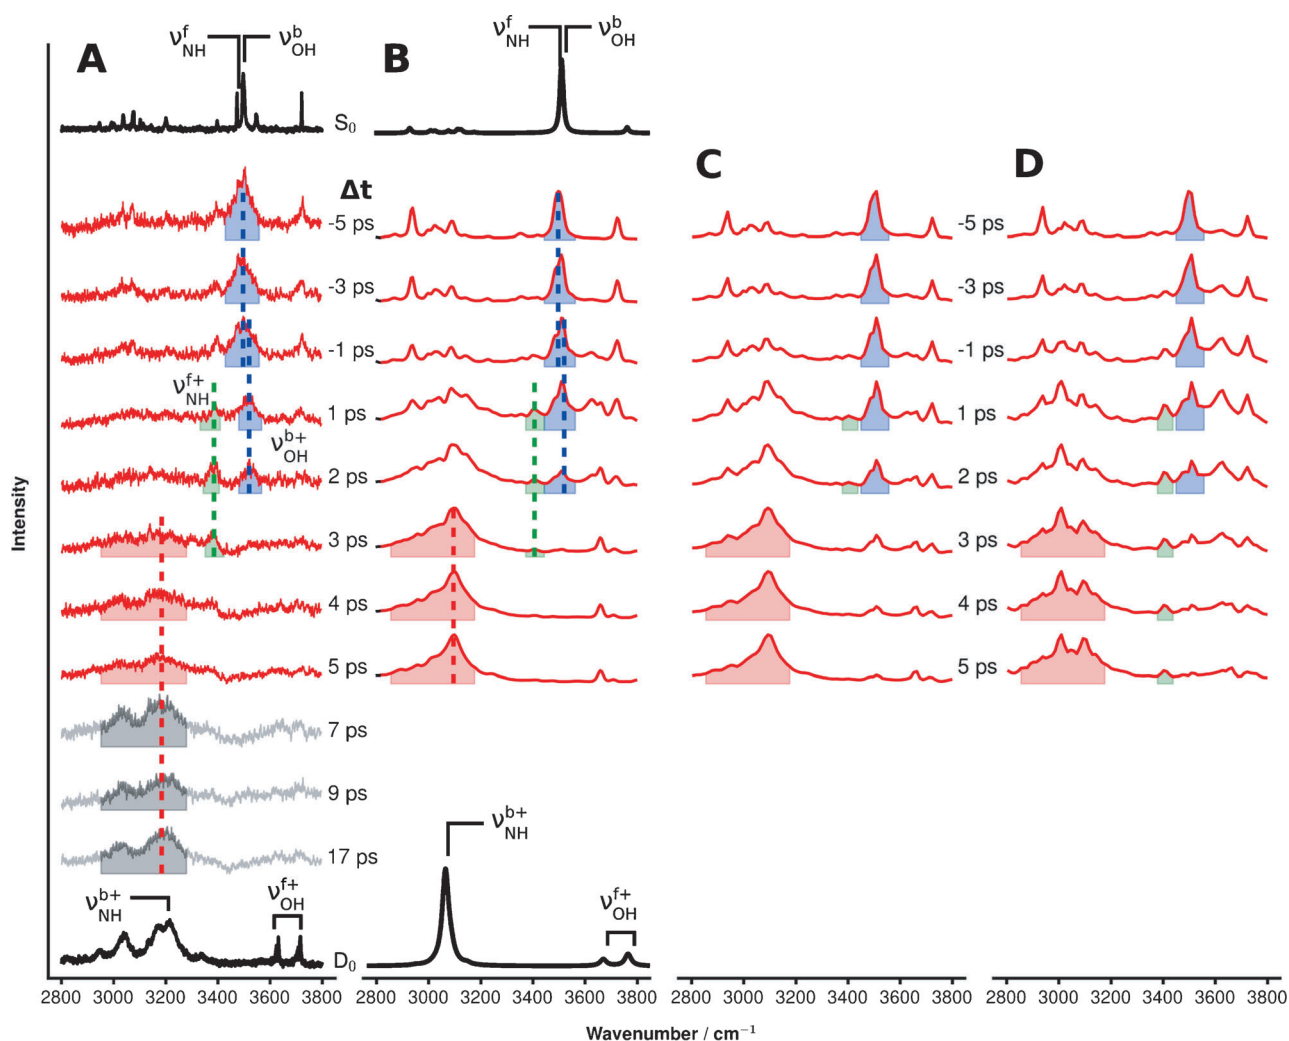 A
ν^f_NH
ν^b_OH
S₀
B
ν^f_NH
ν^b_OH
C
D
Δt
-5 ps
-5 ps
-3 ps
-3 ps
-1 ps
-1 ps
ν^f+_NH
1 ps
1 ps
ν^b+_OH
2 ps
2 ps
3 ps
3 ps
4 ps
4 ps
5 ps
5 ps
7 ps
9 ps
17 ps
ν^b+_NH
ν^f+_OH
D₀
ν^b+_NH
ν^f+_OH
Intensity
2800 3000 3200 3400 3600 3800
2800 3000 3200 3400 3600 3800
2800 3000 3200 3400 3600 3800
2800 3000 3200 3400 3600 3800
Wavenumber / cm⁻¹